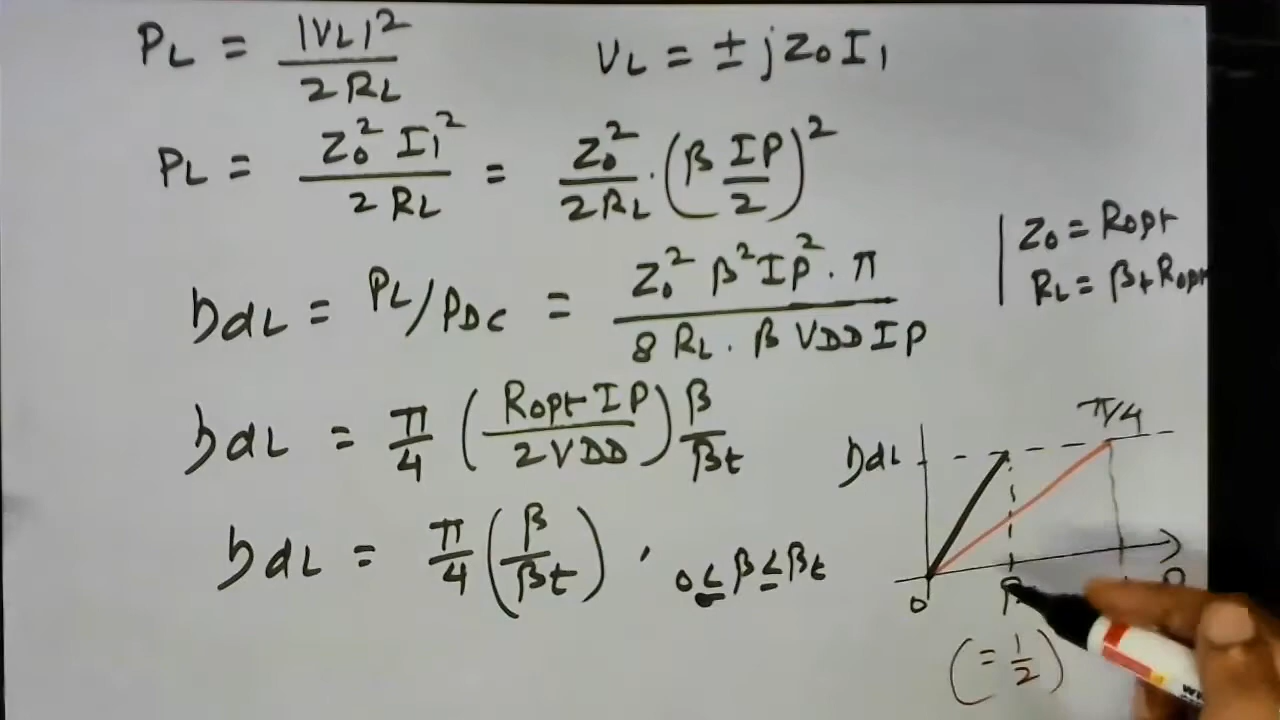 PL = |VL|² / 2RL    VL = ± j Z₀ I₁
PL = Z₀² I₁² / 2RL = Z₀² / 2RL · (β IP / 2)²
| Z₀ = Ropt
| RL = βt Ropt
ηdL = PL/PDC = Z₀² β² IP² · π / 8 RL · β VDD IP
ηdL = π/4 (Ropt IP / 2VDD) β/βt
ηdL = π/4 (β/βt) , 0 ≤ β ≤ βt
π/4
ηdL
0
(= 1/2)